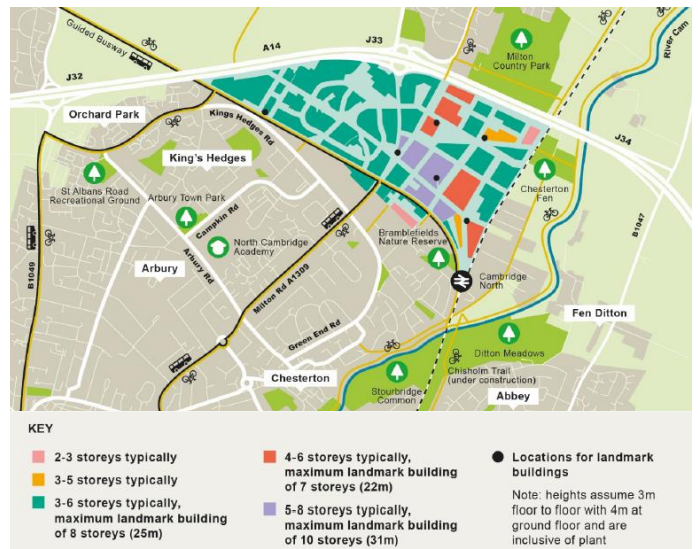 Guided Busway
A14
J33
Milton
Country Park
River Cam
J32
Orchard Park
Kings Hedges Rd
J34
King's Hedges
St Albans Road
Recreational Ground
Arbury Town Park
Campkin Rd
Chesterton
Fen
B1047
North Cambridge
Academy
Bramblefields
Nature Reserve
B1049
Arbury
Arbury Rd
Milton Rd A1309
Cambridge
North
Fen Ditton
Green End Rd
Ditton Meadows
Chesterton
Chisholm Trail
(under construction)
Stourbridge
Common
Abbey
KEY
2-3 storeys typically
3-5 storeys typically
3-6 storeys typically,
maximum landmark building
of 8 storeys (25m)
4-6 storeys typically,
maximum landmark building
of 7 storeys (22m)
5-8 storeys typically,
maximum landmark building
of 10 storeys (31m)
Locations for landmark
buildings
Note: heights assume 3m
floor to floor with 4m at
ground floor and are
inclusive of plant